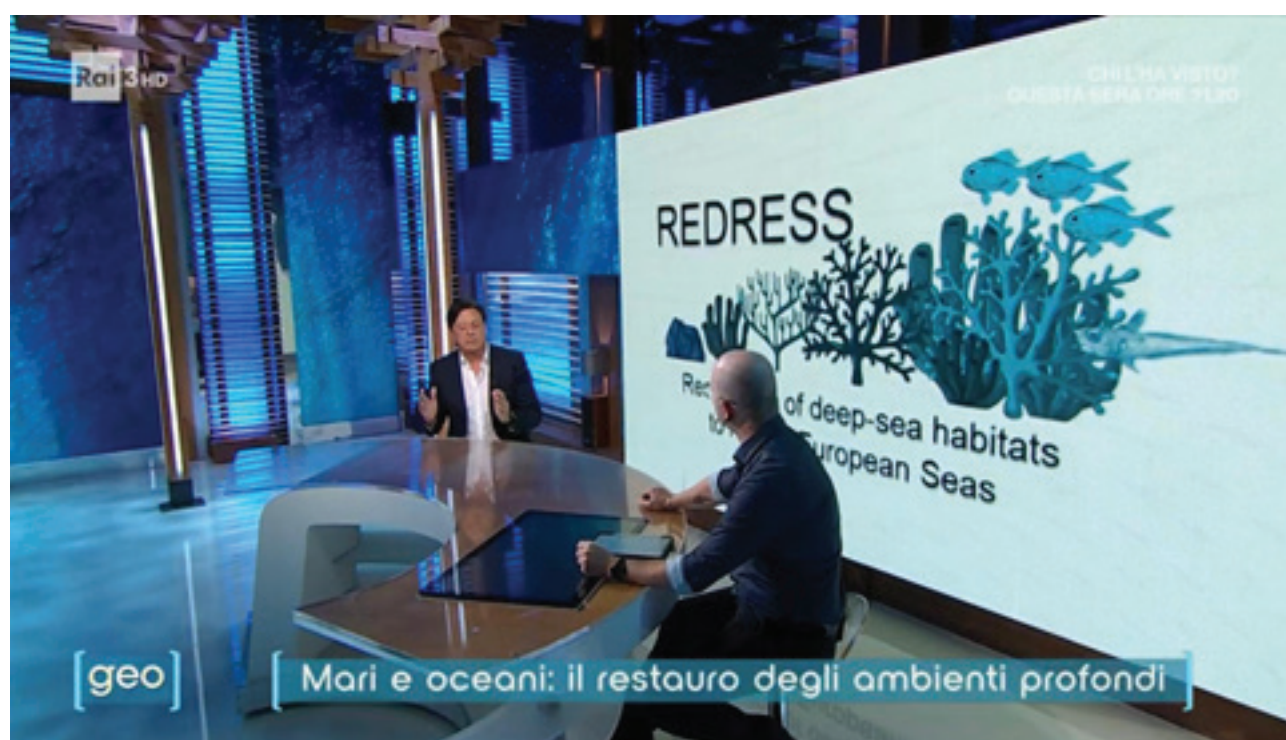 Rai 3 HD
CHI L'HA VISTO?
QUESTA SERA ORE 21.20
REDRESS
of deep-sea habitats
European Seas
[geo]
[Mari e oceani: il restauro degli ambienti profondi]